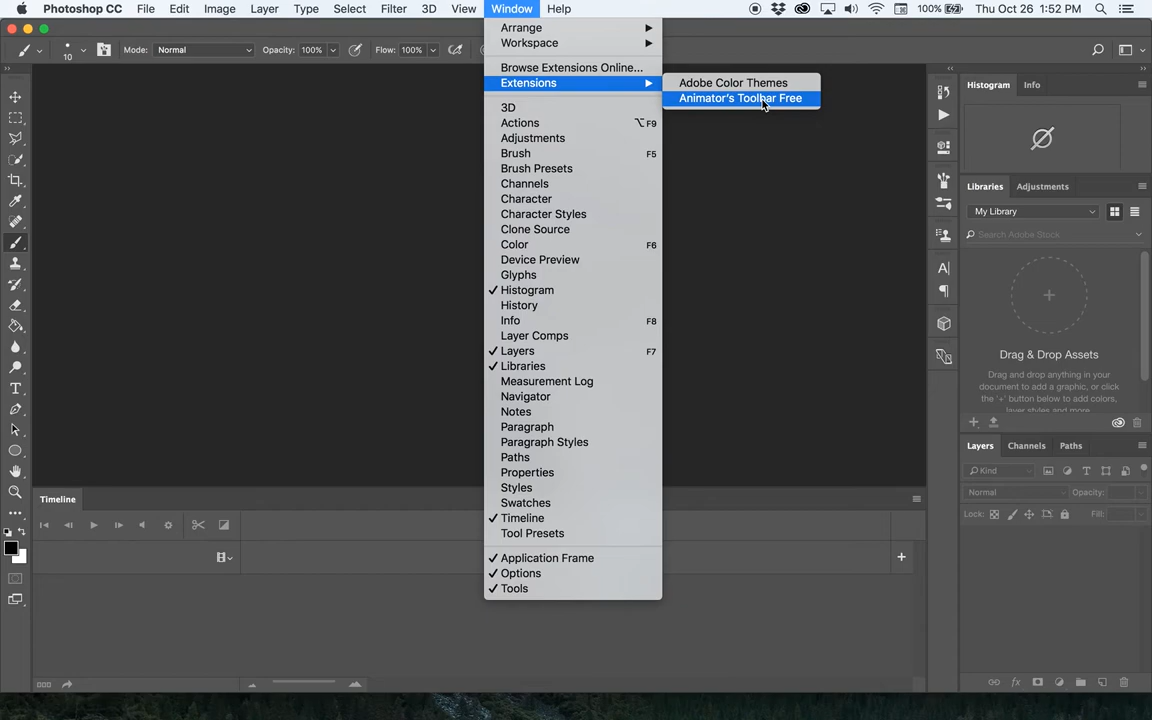 Photoshop CC File Edit Image Layer Type Select Filter 3D View Window Help 100% Thu Oct 26 1:52 PM
10 Mode: Normal Opacity: 100% Flow: 100%
Arrange
Workspace
Browse Extensions Online...
Extensions
Adobe Color Themes
Animator's Toolbar Free
3D
Actions ⌥F9
Adjustments
Brush F5
Brush Presets
Channels
Character
Character Styles
Clone Source
Color F6
Device Preview
Glyphs
✓ Histogram
History
Info F8
Layer Comps
✓ Layers F7
✓ Libraries
Measurement Log
Navigator
Notes
Paragraph
Paragraph Styles
Paths
Properties
Styles
Swatches
✓ Timeline
Tool Presets
✓ Application Frame
✓ Options
✓ Tools
Timeline
Histogram Info
Libraries Adjustments
My Library
Search Adobe Stock
Drag & Drop Assets
Drag and drop anything in your
document to add a graphic, or click
the '+' button below to add colors,
layer styles and more
Layers Channels Paths
Kind
Normal Opacity:
Lock: Fill: